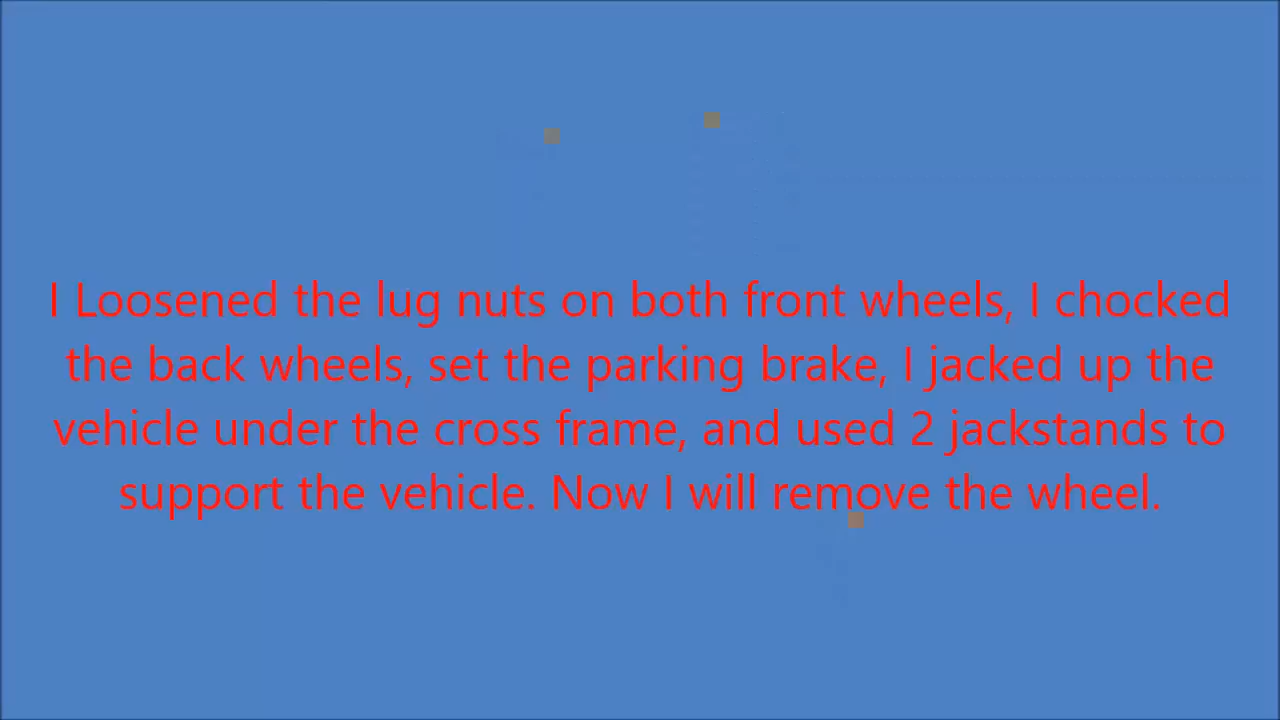 I Loosened the lug nuts on both front wheels, I chocked
the back wheels, set the parking brake, I jacked up the
vehicle under the cross frame, and used 2 jackstands to
support the vehicle. Now I will remove the wheel.